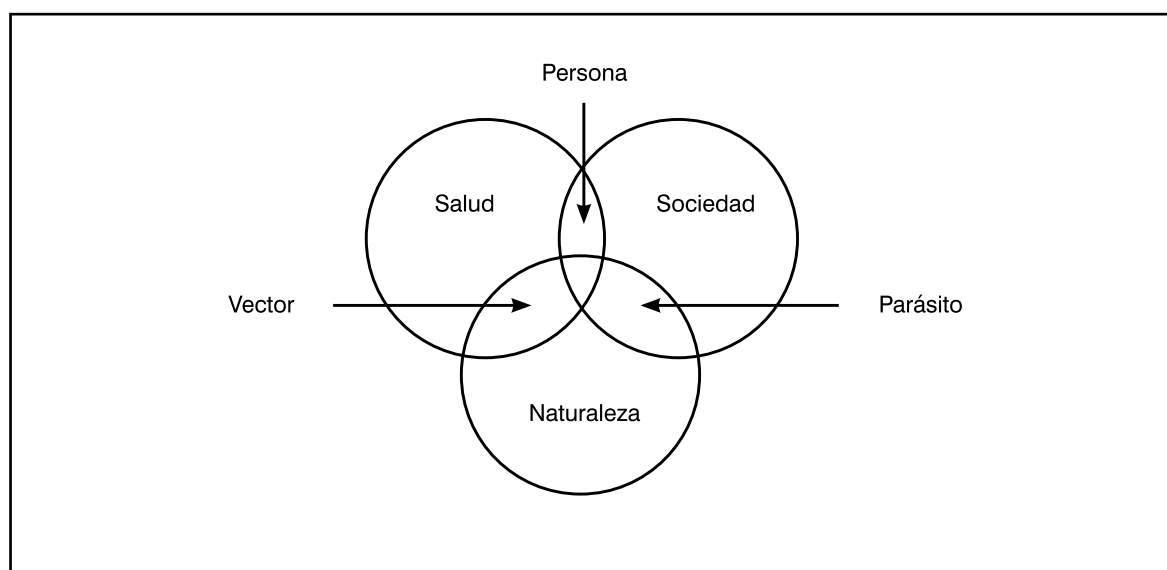 Persona
Salud
Sociedad
Vector
Parásito
Naturaleza